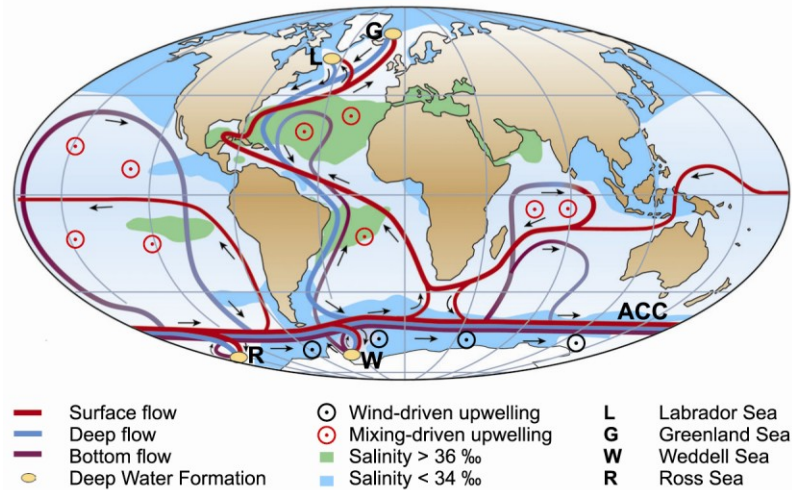 G
L
ACC
R
W
Surface flow
Deep flow
Bottom flow
Deep Water Formation
Wind-driven upwelling
Mixing-driven upwelling
Salinity > 36 ‰
Salinity < 34 ‰
L Labrador Sea
G Greenland Sea
W Weddell Sea
R Ross Sea